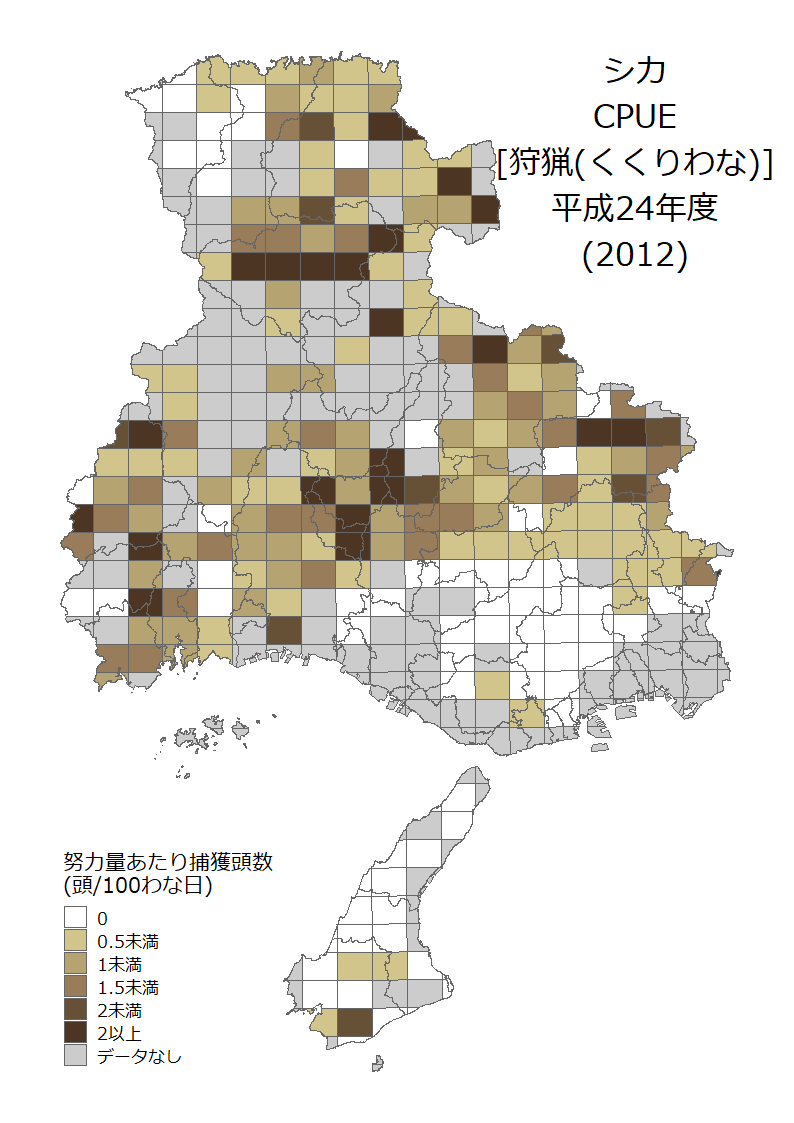 シカ
CPUE
[狩猟(くくりわな)]
平成24年度
(2012)
努力量あたり捕獲頭数
(頭/100わな日)
0
0.5未満
1未満
1.5未満
2未満
2以上
データなし